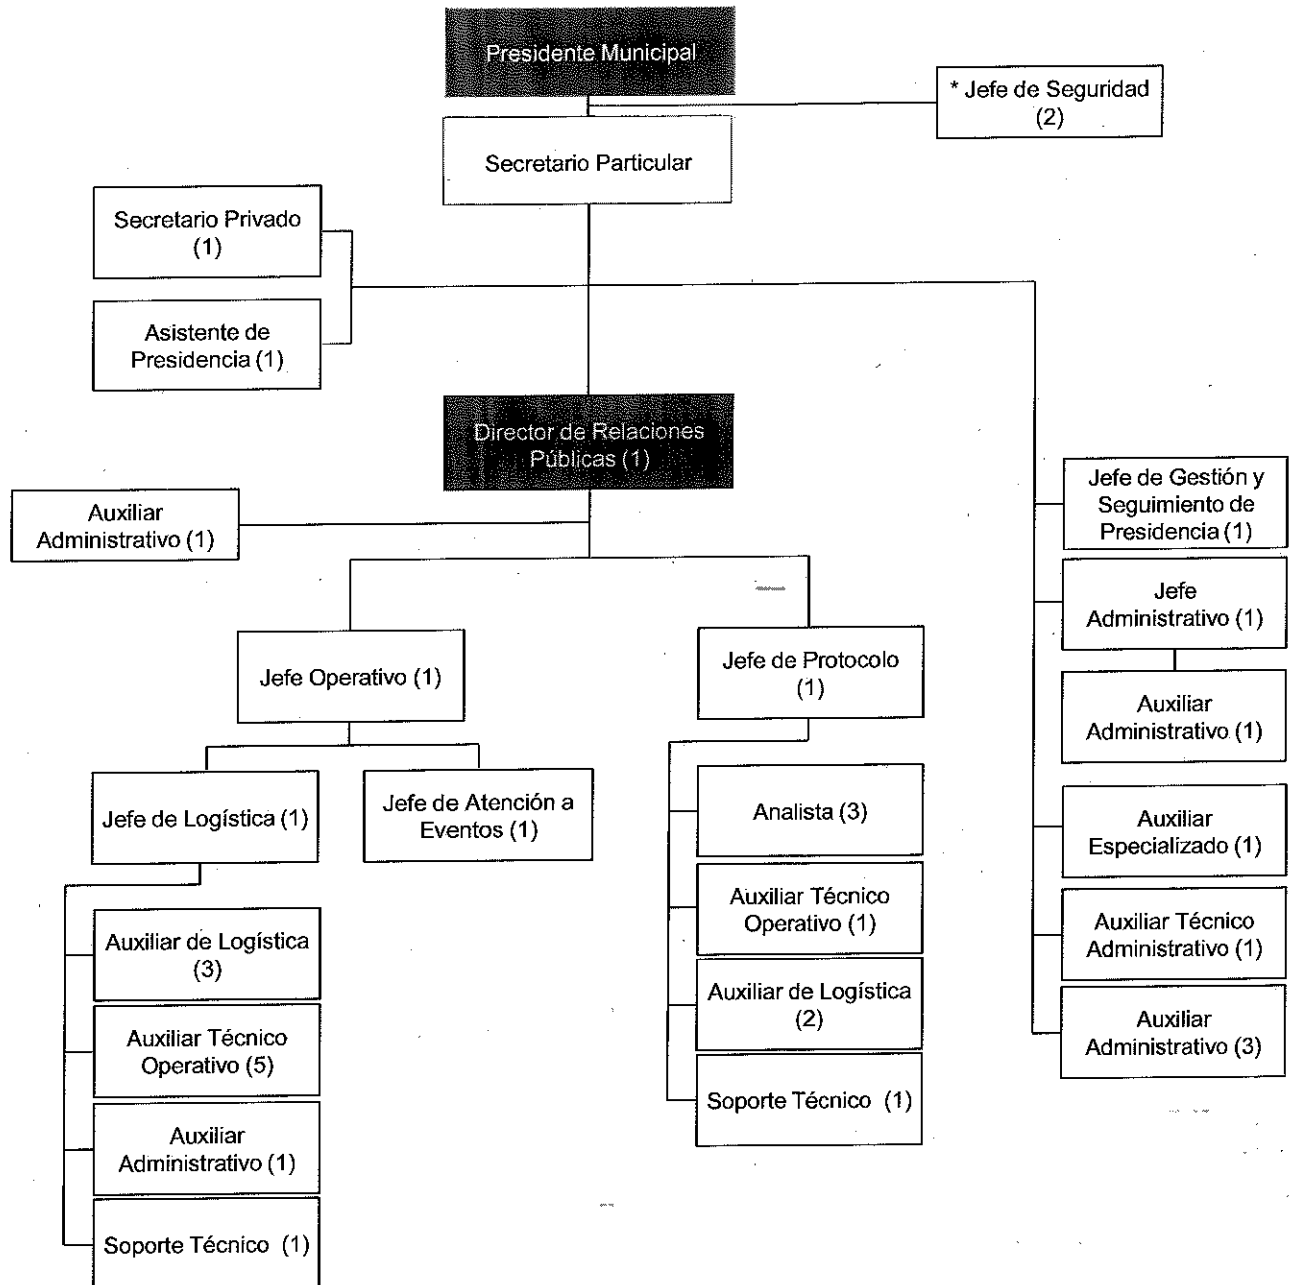 Presidente Municipal
* Jefe de Seguridad
(2)
Secretario Particular
Secretario Privado
(1)
Asistente de
Presidencia (1)
Director de Relaciones
Públicas (1)
Auxiliar
Administrativo (1)
Jefe Operativo (1)
Jefe de Logística (1)
Jefe de Atención a
Eventos (1)
Auxiliar de Logística
(3)
Auxiliar Técnico
Operativo (5)
Auxiliar
Administrativo (1)
Soporte Técnico (1)
Jefe de Protocolo
(1)
Analista (3)
Auxiliar Técnico
Operativo (1)
Auxiliar de Logística
(2)
Soporte Técnico (1)
Jefe de Gestión y
Seguimiento de
Presidencia (1)
Jefe
Administrativo (1)
Auxiliar
Administrativo (1)
Auxiliar
Especializado (1)
Auxiliar Técnico
Administrativo (1)
Auxiliar
Administrativo (3)